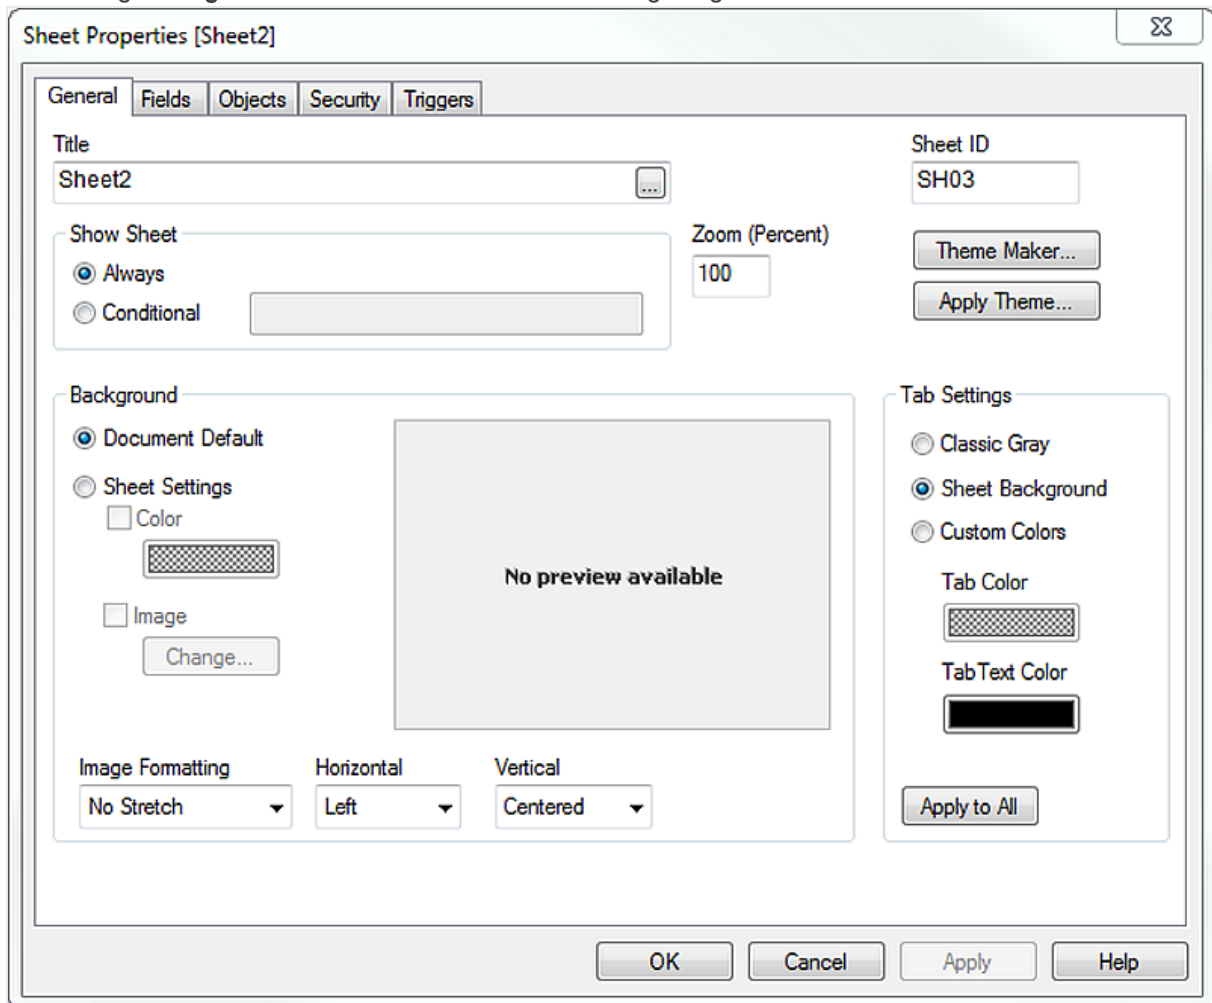 Sheet Properties [Sheet2]
General Fields Objects Security Triggers
Title
Sheet ID
Sheet2
...
SH03
Show Sheet
Zoom (Percent)
Always
100
Theme Maker...
Conditional
Apply Theme...
Background
Tab Settings
Document Default
Classic Gray
Sheet Settings
Sheet Background
Color
Custom Colors
No preview available
Tab Color
Image
Change...
Tab Text Color
Image Formatting
Horizontal
Vertical
No Stretch
Left
Centered
Apply to All
OK
Cancel
Apply
Help